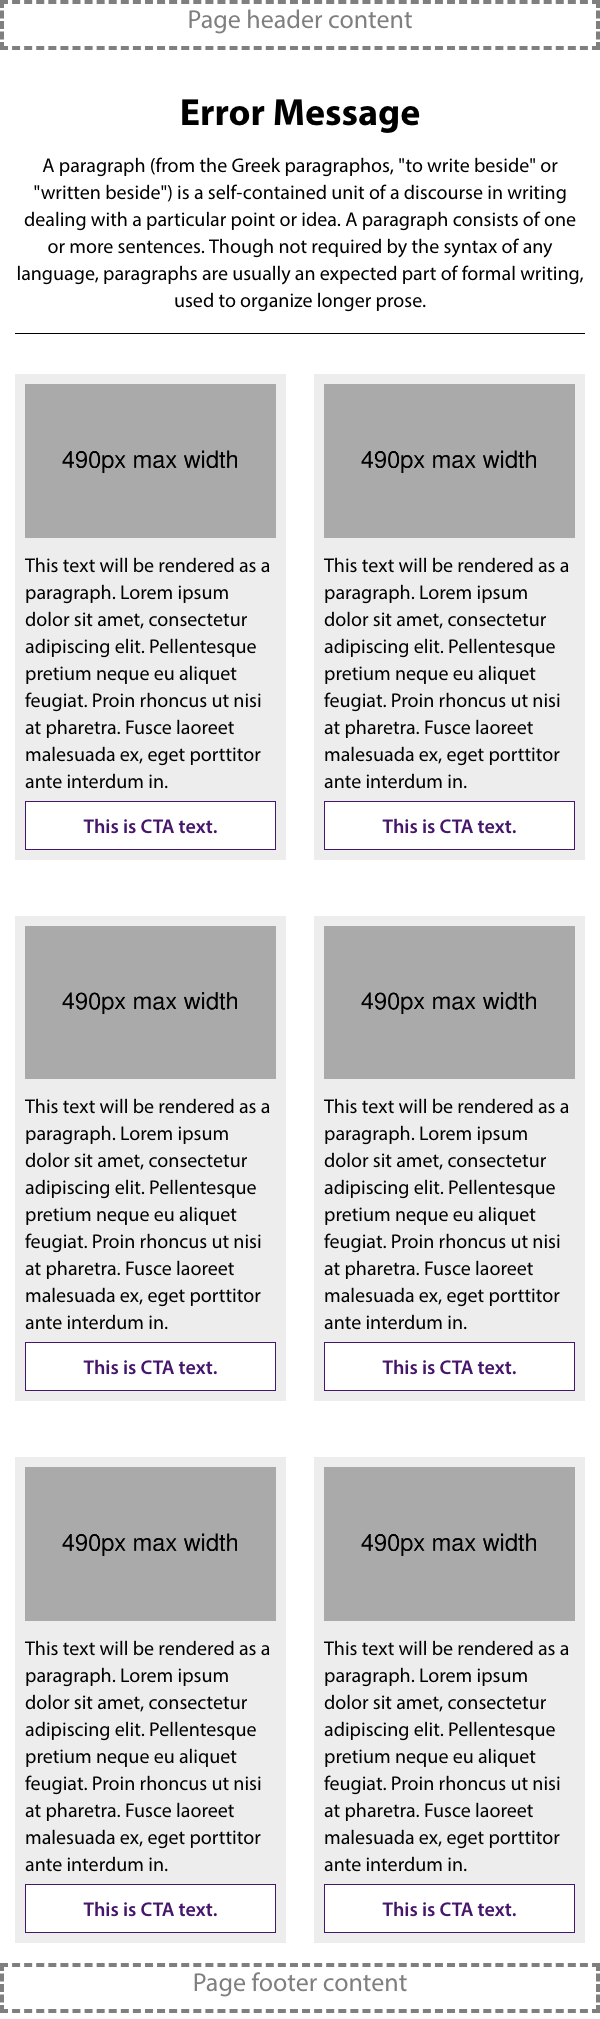 Page header content
Error Message
A paragraph (from the Greek paragraphos, "to write beside" or
"written beside") is a self-contained unit of a discourse in writing
dealing with a particular point or idea. A paragraph consists of one
or more sentences. Though not required by the syntax of any
language, paragraphs are usually an expected part of formal writing,
used to organize longer prose.
490px max width
This text will be rendered as a
paragraph. Lorem ipsum
dolor sit amet, consectetur
adipiscing elit. Pellentesque
pretium neque eu aliquet
feugiat. Proin rhoncus ut nisi
at pharetra. Fusce laoreet
malesuada ex, eget porttitor
ante interdum in.
This is CTA text.
490px max width
This text will be rendered as a
paragraph. Lorem ipsum
dolor sit amet, consectetur
adipiscing elit. Pellentesque
pretium neque eu aliquet
feugiat. Proin rhoncus ut nisi
at pharetra. Fusce laoreet
malesuada ex, eget porttitor
ante interdum in.
This is CTA text.
490px max width
This text will be rendered as a
paragraph. Lorem ipsum
dolor sit amet, consectetur
adipiscing elit. Pellentesque
pretium neque eu aliquet
feugiat. Proin rhoncus ut nisi
at pharetra. Fusce laoreet
malesuada ex, eget porttitor
ante interdum in.
This is CTA text.
490px max width
This text will be rendered as a
paragraph. Lorem ipsum
dolor sit amet, consectetur
adipiscing elit. Pellentesque
pretium neque eu aliquet
feugiat. Proin rhoncus ut nisi
at pharetra. Fusce laoreet
malesuada ex, eget porttitor
ante interdum in.
This is CTA text.
490px max width
This text will be rendered as a
paragraph. Lorem ipsum
dolor sit amet, consectetur
adipiscing elit. Pellentesque
pretium neque eu aliquet
feugiat. Proin rhoncus ut nisi
at pharetra. Fusce laoreet
malesuada ex, eget porttitor
ante interdum in.
This is CTA text.
490px max width
This text will be rendered as a
paragraph. Lorem ipsum
dolor sit amet, consectetur
adipiscing elit. Pellentesque
pretium neque eu aliquet
feugiat. Proin rhoncus ut nisi
at pharetra. Fusce laoreet
malesuada ex, eget porttitor
ante interdum in.
This is CTA text.
Page footer content